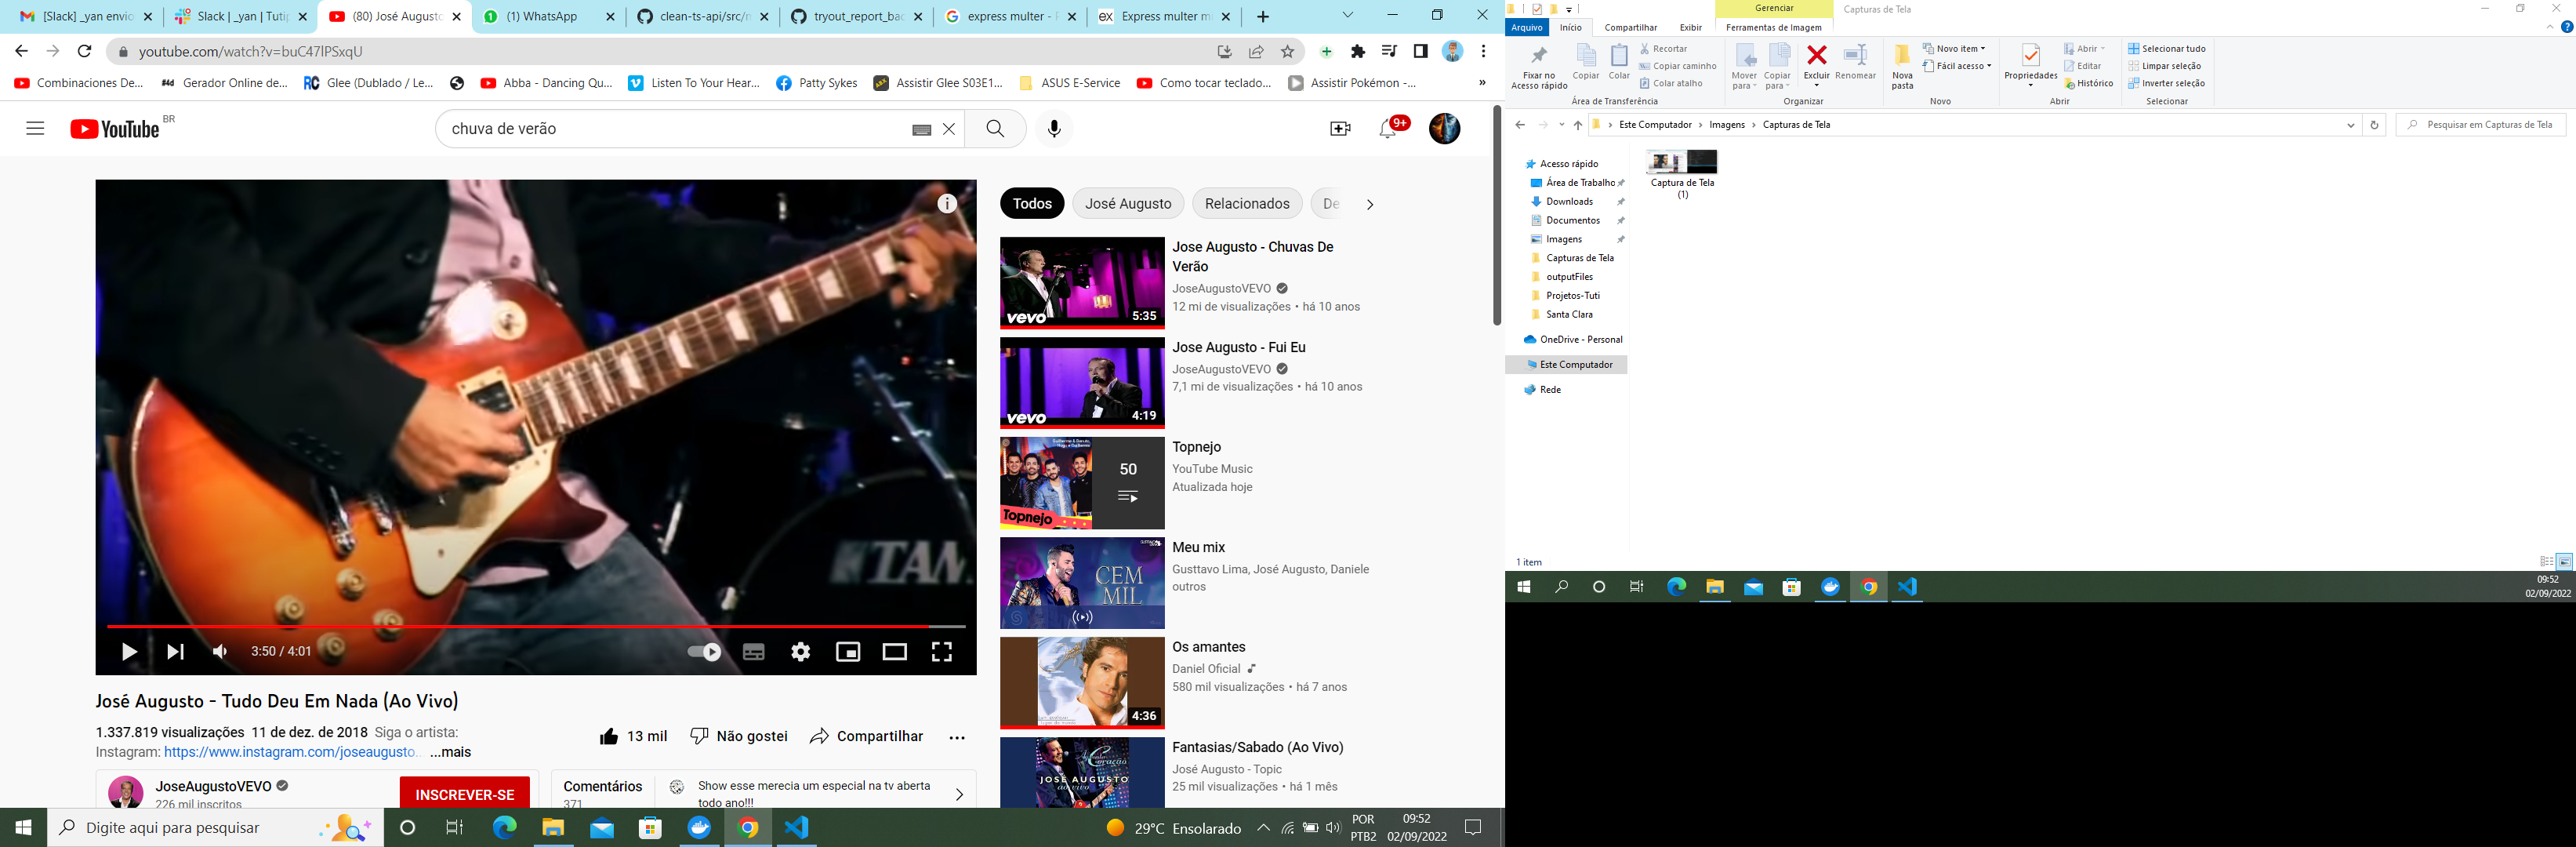 [Slack] _yan envio
Slack | _yan | Tutip
(80) José Augusto
(1) WhatsApp
clean-ts-api/src/m
tryout_report_bac
express multer - P
Express multer mi
youtube.com/watch?v=buC47lPSxqU
Combinaciones De...
Gerador Online de...
Glee (Dublado / Le...
Abba - Dancing Qu...
Listen To Your Hear...
Patty Sykes
Assistir Glee S03E1...
ASUS E-Service
Como tocar teclado...
Assistir Pokémon -...
»
YouTube BR
chuva de verão
9+
TAM
3:50 / 4:01
José Augusto - Tudo Deu Em Nada (Ao Vivo)
1.337.819 visualizações 11 de dez. de 2018 Siga o artista:
Instagram: https://www.instagram.com/joseaugusto... ...mais
13 mil
Não gostei
Compartilhar
JoseAugustoVEVO
226 mil inscritos
INSCREVER-SE
Comentários
371
Show esse merecia um especial na tv aberta
todo ano!!!
Todos
José Augusto
Relacionados
De
Jose Augusto - Chuvas De
Verão
JoseAugustoVEVO
12 mi de visualizações • há 10 anos
vevo
5:35
Jose Augusto - Fui Eu
JoseAugustoVEVO
7,1 mi de visualizações • há 10 anos
vevo
4:19
Topnejo
YouTube Music
Atualizada hoje
50
Topnejo
Meu mix
Gusttavo Lima, José Augusto, Daniele
outros
CEM
MIL
Os amantes
Daniel Oficial
580 mil visualizações • há 7 anos
4:36
Fantasias/Sabado (Ao Vivo)
José Augusto - Topic
25 mil visualizações • há 1 mês
JOSÉ AUGUSTO
ao vivo
Digite aqui para pesquisar
29°C Ensolarado
POR
PTB2
09:52
02/09/2022
Gerenciar
Capturas de Tela
Arquivo
Início
Compartilhar
Exibir
Ferramentas de Imagem
Fixar no
Acesso rápido
Copiar
Colar
Recortar
Copiar caminho
Colar atalho
Área de Transferência
Mover
para
Copiar
para
Excluir
Renomear
Organizar
Nova
pasta
Novo item
Fácil acesso
Novo
Propriedades
Abrir
Editar
Histórico
Abrir
Selecionar tudo
Limpar seleção
Inverter seleção
Selecionar
Este Computador
Imagens
Capturas de Tela
Pesquisar em Capturas de Tela
Acesso rápido
Área de Trabalho
Downloads
Documentos
Imagens
Capturas de Tela
outputFiles
Projetos-Tuti
Santa Clara
OneDrive - Personal
Este Computador
Rede
Captura de Tela
(1)
1 item
09:52
02/09/2022